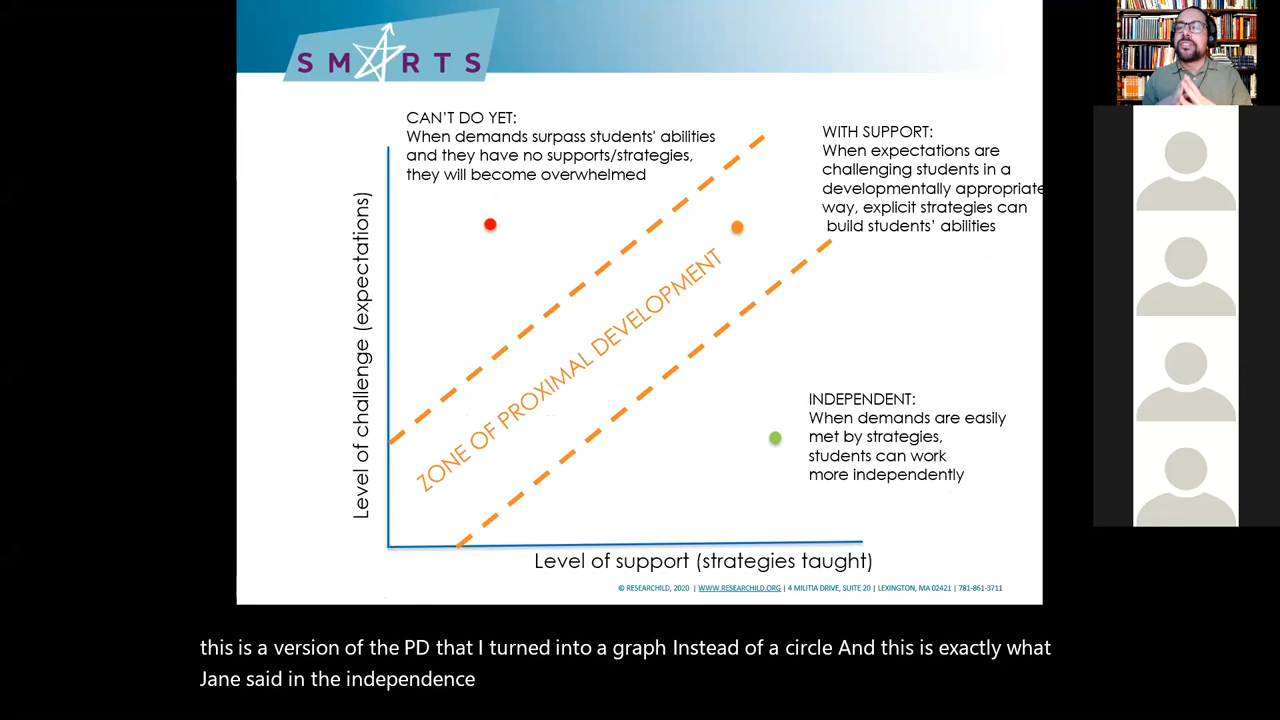 SMARTS
CAN'T DO YET:
When demands surpass students' abilities
and they have no supports/strategies,
they will become overwhelmed
WITH SUPPORT:
When expectations are
challenging students in a
developmentally appropriate
way, explicit strategies can
build students' abilities
Level of challenge (expectations)
ZONE OF PROXIMAL DEVELOPMENT
INDEPENDENT:
When demands are easily
met by strategies,
students can work
more independently
Level of support (strategies taught)
© RESEARCHILD, 2020 | WWW.RESEARCHILD.ORG | 4 MILITIA DRIVE, SUITE 20 | LEXINGTON, MA 02421 | 781-861-3711
this is a version of the PD that I turned into a graph Instead of a circle And this is exactly what
Jane said in the independence